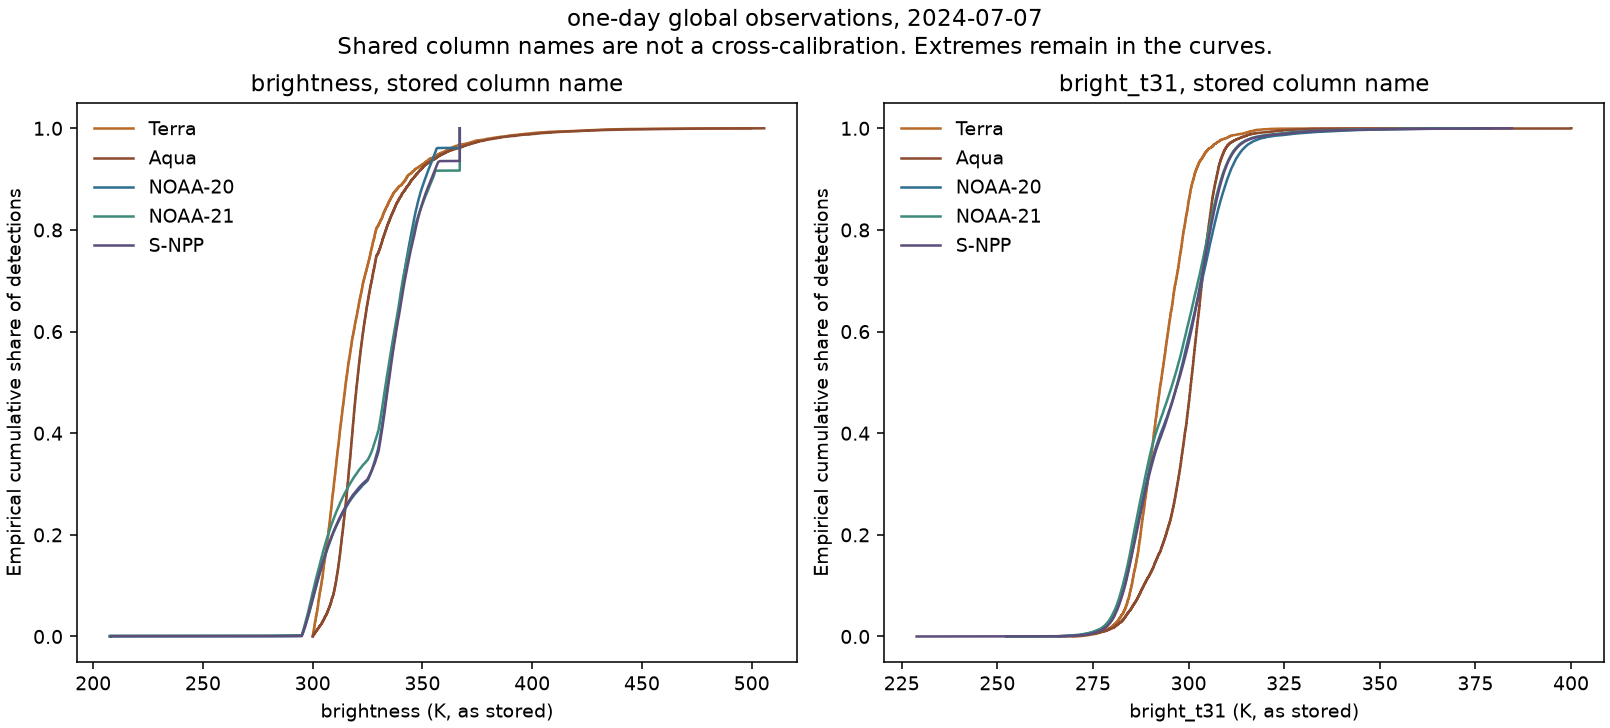 one-day global observations, 2024-07-07
Shared column names are not a cross-calibration. Extremes remain in the curves.
brightness, stored column name
Empirical cumulative share of detections
1.0
0.8
0.6
0.4
0.2
0.0
Terra
Aqua
NOAA-20
NOAA-21
S-NPP
200
250
300
350
400
450
500
brightness (K, as stored)
bright_t31, stored column name
Empirical cumulative share of detections
1.0
0.8
0.6
0.4
0.2
0.0
Terra
Aqua
NOAA-20
NOAA-21
S-NPP
225
250
275
300
325
350
375
400
bright_t31 (K, as stored)